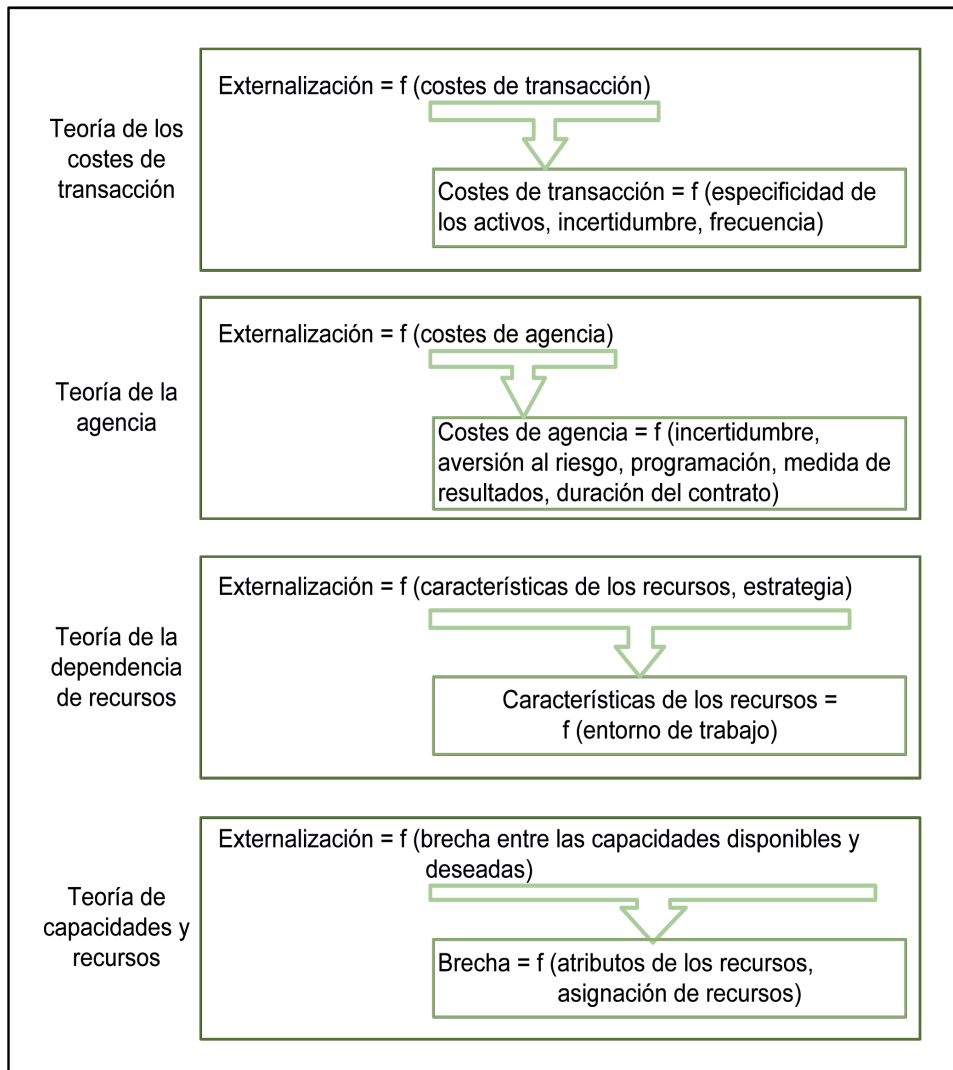 Externalización = f (costes de transacción)
Teoría de los
costes de
transacción
Costes de transacción = f (especificidad de
los activos, incertidumbre, frecuencia)
Externalización = f (costes de agencia)
Teoría de la
agencia
Costes de agencia = f (incertidumbre,
aversión al riesgo, programación, medida de
resultados, duración del contrato)
Externalización = f (características de los recursos, estrategia)
Teoría de la
dependencia
de recursos
Características de los recursos =
f (entorno de trabajo)
Externalización = f (brecha entre las capacidades disponibles y
deseadas)
Teoría de
capacidades y
recursos
Brecha = f (atributos de los recursos,
asignación de recursos)